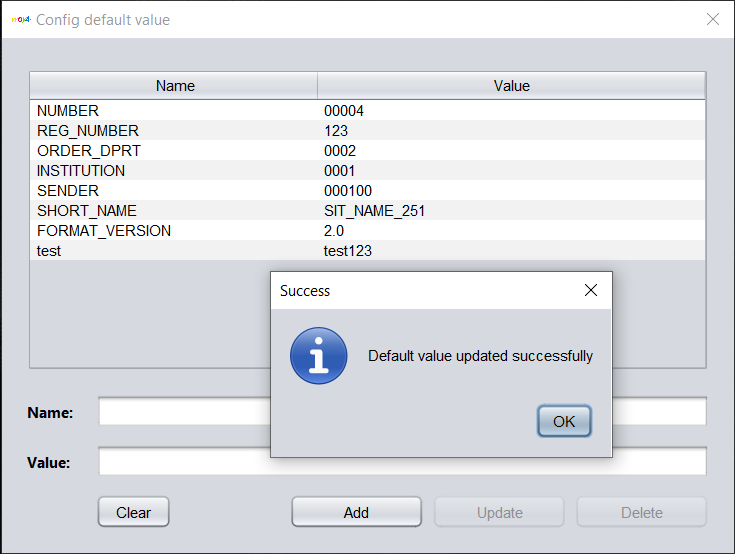 Config default value
Name Value
NUMBER 00004
REG_NUMBER 123
ORDER_DPRT 0002
INSTITUTION 0001
SENDER 000100
SHORT_NAME SIT_NAME_251
FORMAT_VERSION 2.0
test test123
Success
Default value updated successfully
OK
Name:
Value:
Clear Add Update Delete